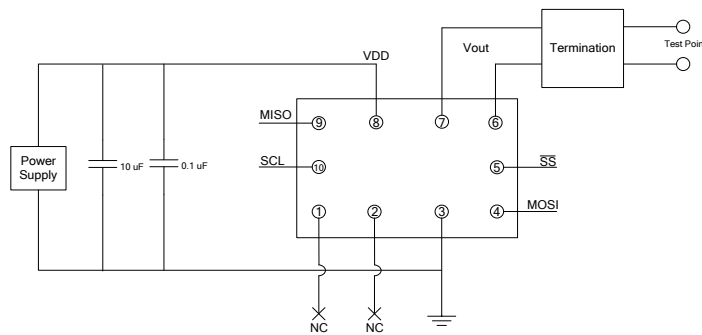 VDD
Vout
Termination
Test Poin
MISO
9
8
7
6
Power
Supply
10 uF
0.1 uF
SCL
10
5
SS
1
2
3
4
MOSI
NC
NC